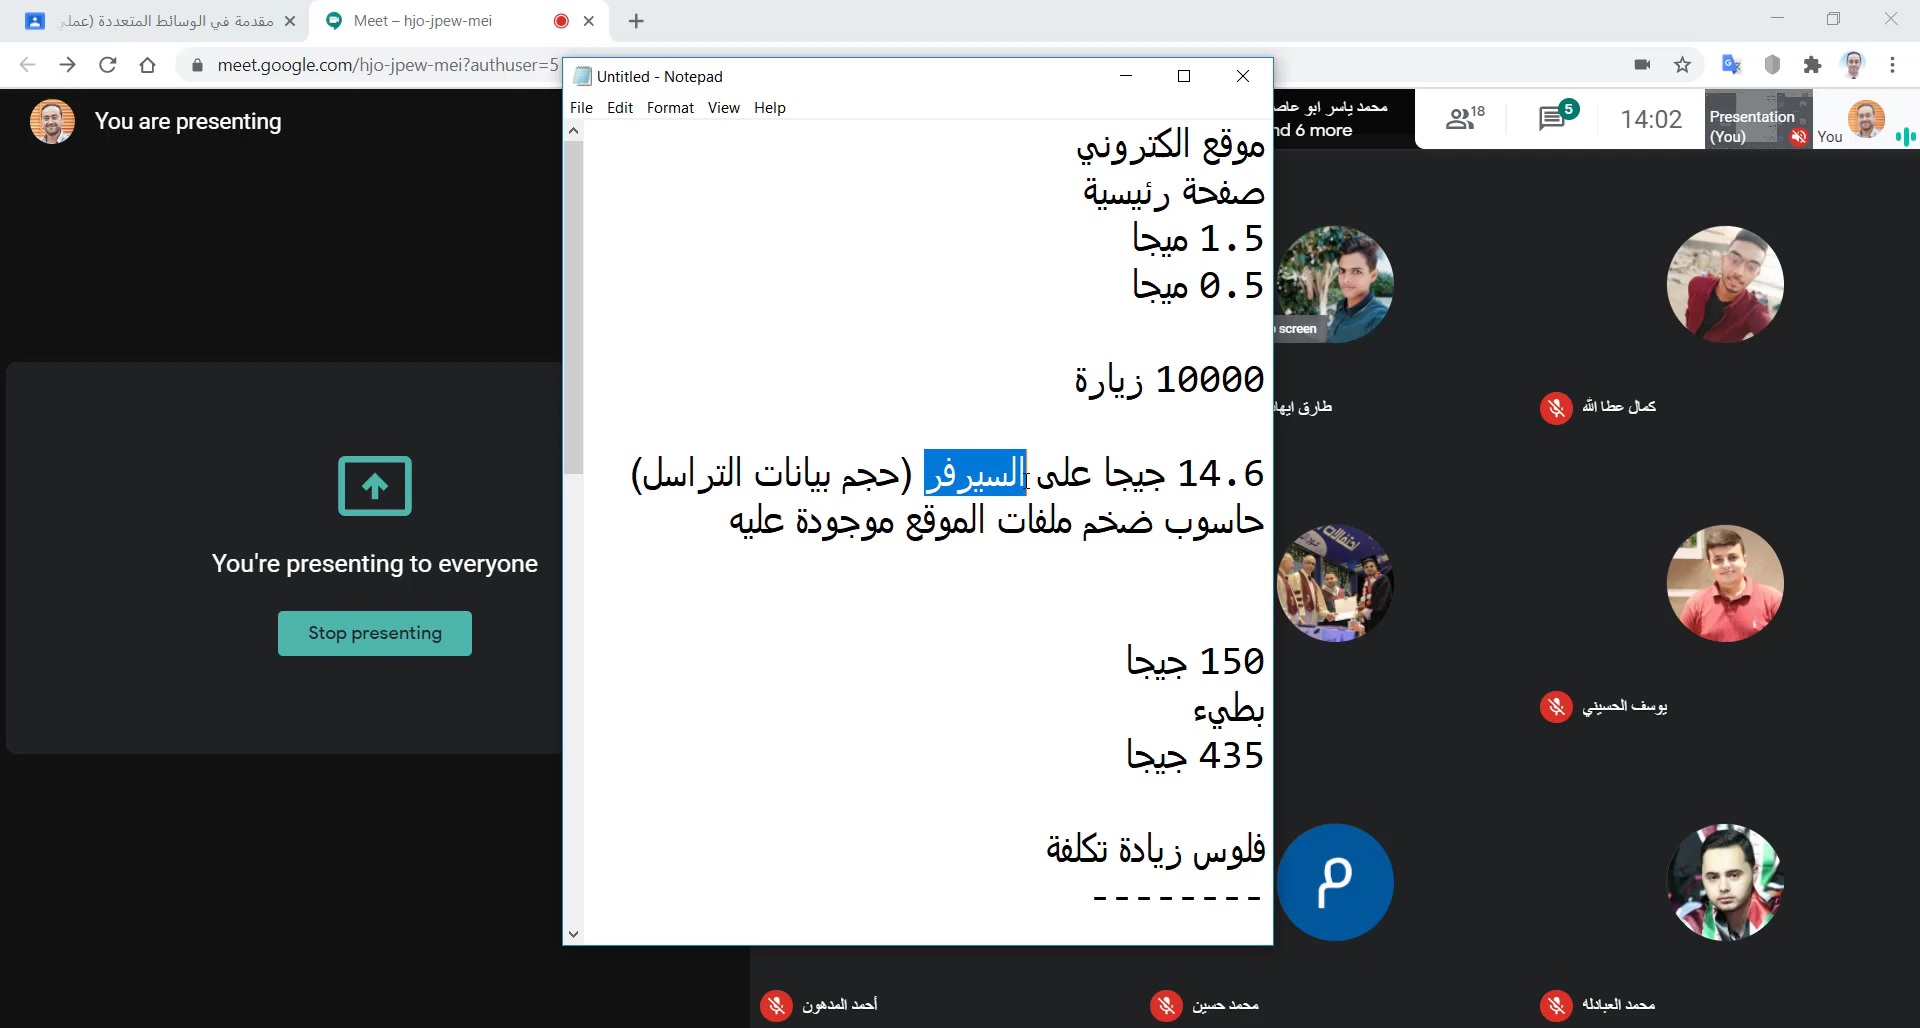 مقدمة في الوسائط المتعددة (عملي
Meet – hjo-jpew-mei
meet.google.com/hjo-jpew-mei?authuser=5
You are presenting
Untitled - Notepad
File Edit Format View Help
موقع الكتروني
صفحة رئيسية
1.5 ميجا
0.5 ميجا
10000 زيارة
14.6 جيجا على السيرفر (حجم بيانات التراسل)
حاسوب ضخم ملفات الموقع موجودة عليه
150 جيجا
بطيء
435 جيجا
فلوس زيادة تكلفة
--------
You're presenting to everyone
Stop presenting
محمد ياسر ابو عاص
nd 6 more
18
5
14:02
Presentation
(You)
You
screen
طارق ايها
كمال عطا الله
يوسف الحسيني
م
أحمد المدهون
محمد حسين
محمد العبادله